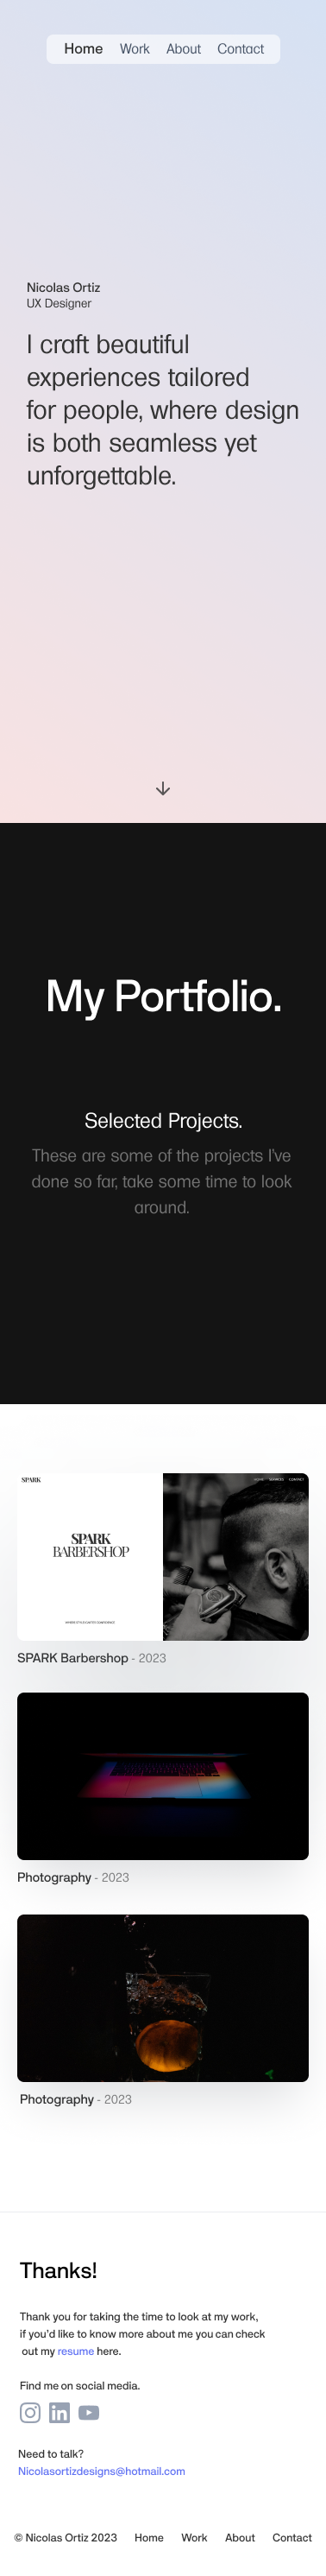 Home Work About Contact
Nicolas Ortiz
UX Designer
I craft beautiful
experiences tailored
for people, where design
is both seamless yet
unforgettable.
My Portfolio.
Selected Projects.
These are some of the projects I've
done so far, take some time to look
around.
SPARK
HOME SERVICES CONTACT
SPARK
BARBERSHOP
SPARK Barbershop - 2023
Photography - 2023
Photography - 2023
Thanks!
Thank you for taking the time to look at my work,
if you'd like to know more about me you can check
out my resume here.
Find me on social media.
in
Need to talk?
Nicolasortizdesigns@hotmail.com
© Nicolas Ortiz 2023 Home Work About Contact